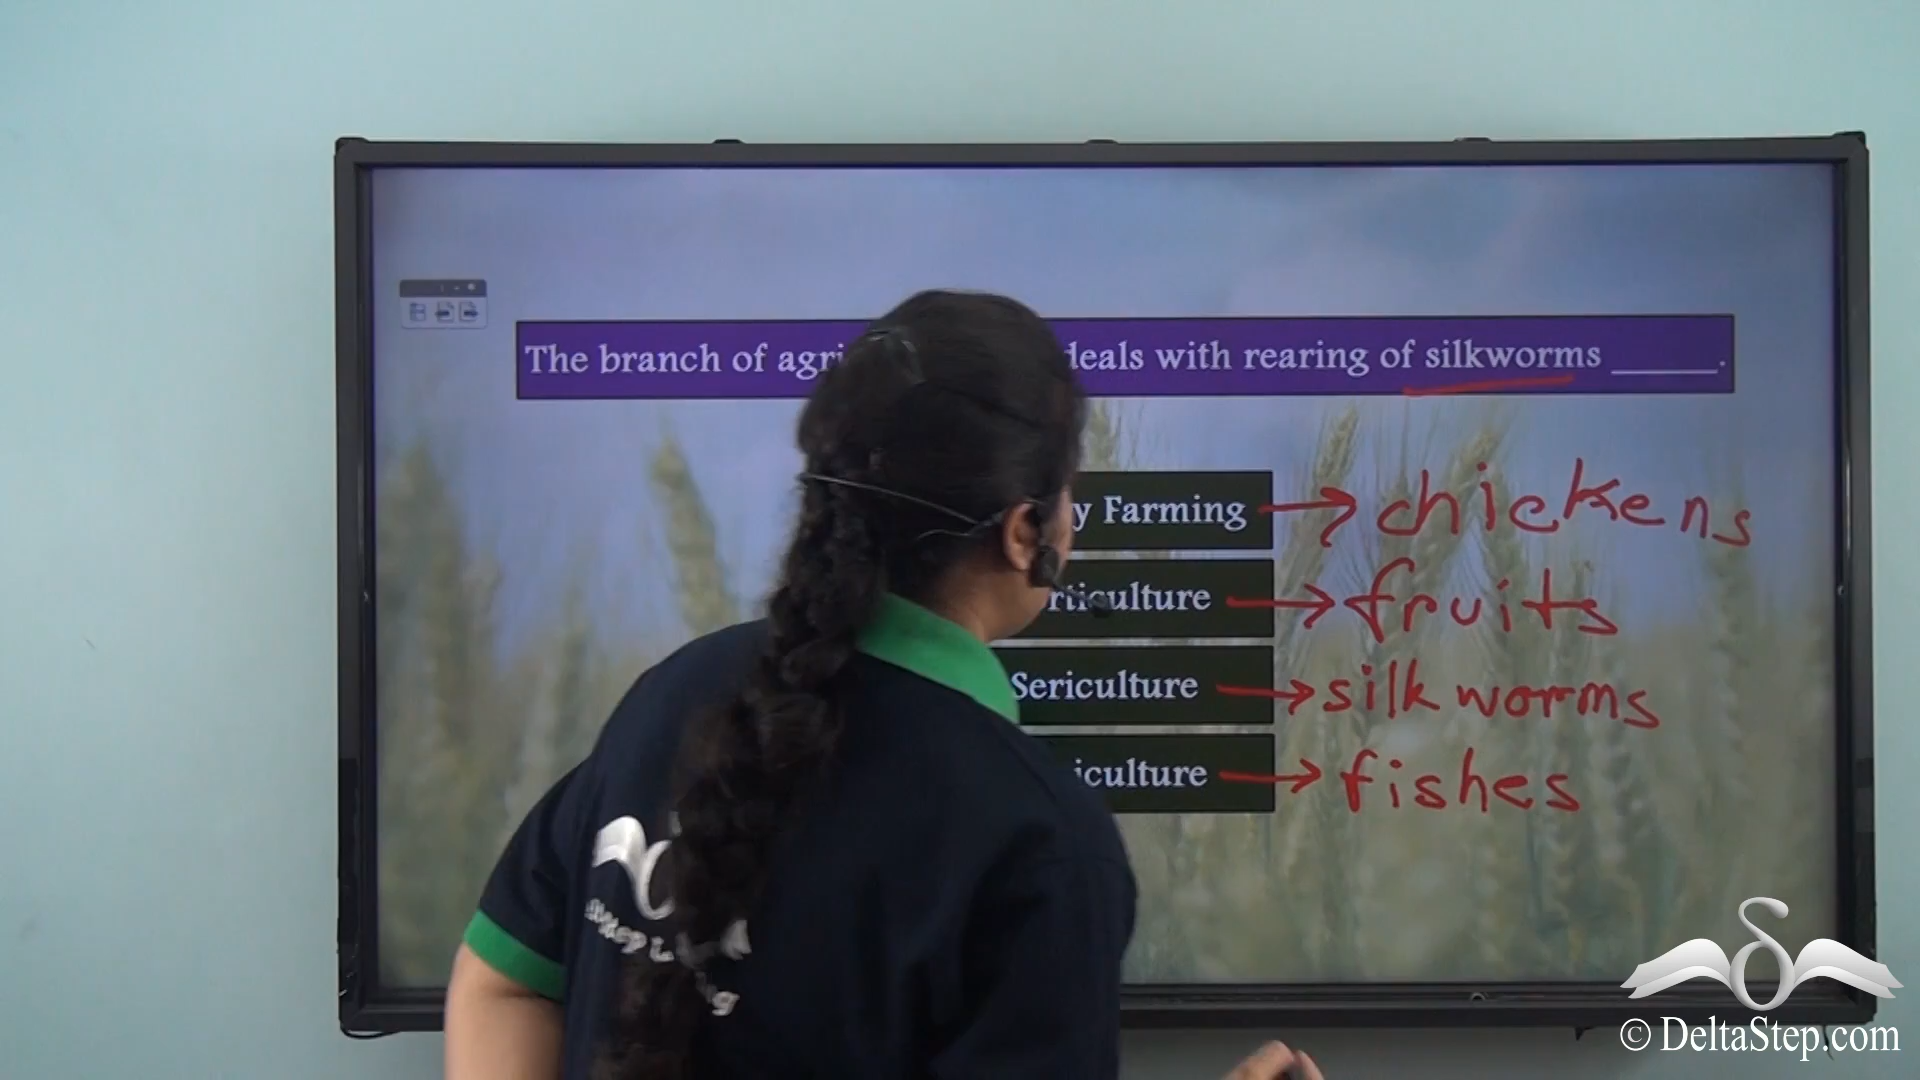 The branch of agri deals with rearing of silkworms ______.
y Farming → chickens
rticulture → fruits
Sericulture → silkworms
iculture → fishes
© DeltaStep.com